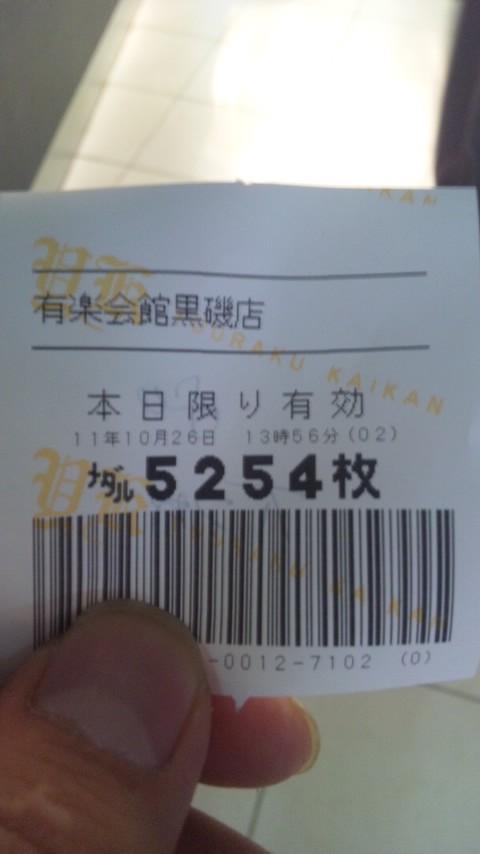 有楽会館黒磯店
YURAKU KAIKAN
本日限り有効
11年10月26日 13時56分(02)
メダル 5254枚
-0012-7102 (0)